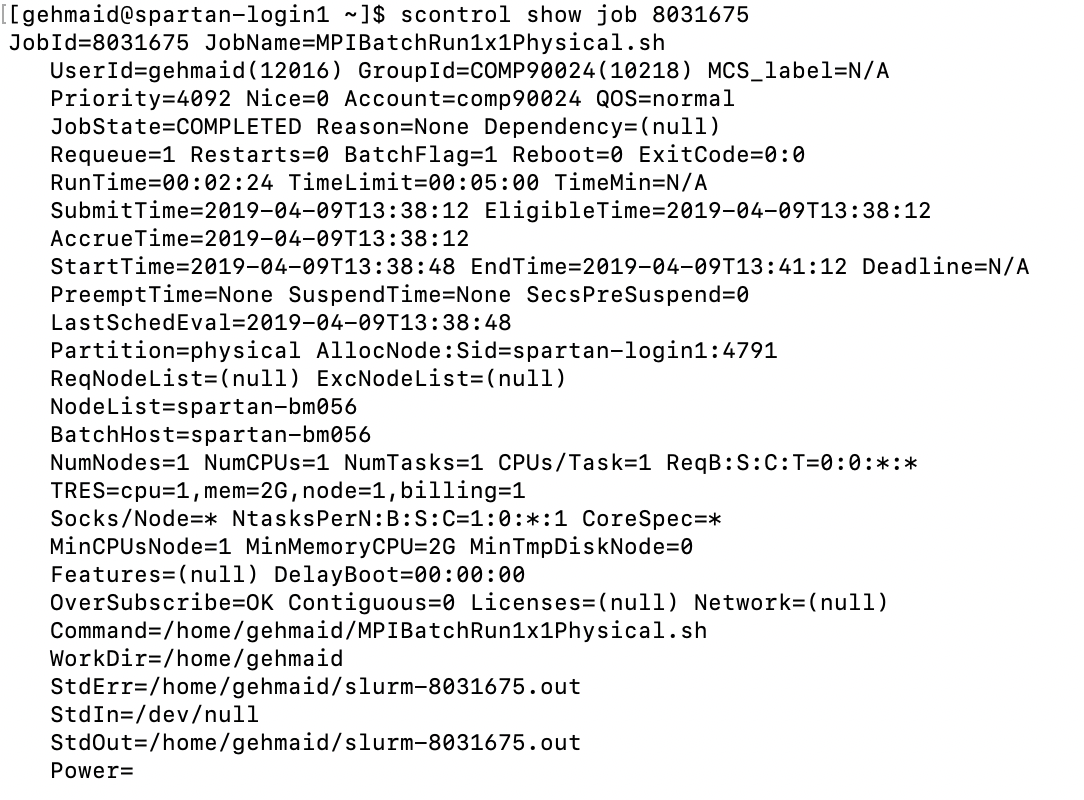 [[gehmaid@spartan-login1 ~]$ scontrol show job 8031675
JobId=8031675 JobName=MPIBatchRun1x1Physical.sh
UserId=gehmaid(12016) GroupId=COMP90024(10218) MCS_label=N/A
Priority=4092 Nice=0 Account=comp90024 QOS=normal
JobState=COMPLETED Reason=None Dependency=(null)
Requeue=1 Restarts=0 BatchFlag=1 Reboot=0 ExitCode=0:0
RunTime=00:02:24 TimeLimit=00:05:00 TimeMin=N/A
SubmitTime=2019-04-09T13:38:12 EligibleTime=2019-04-09T13:38:12
AccrueTime=2019-04-09T13:38:12
StartTime=2019-04-09T13:38:48 EndTime=2019-04-09T13:41:12 Deadline=N/A
PreemptTime=None SuspendTime=None SecsPreSuspend=0
LastSchedEval=2019-04-09T13:38:48
Partition=physical AllocNode:Sid=spartan-login1:4791
ReqNodeList=(null) ExcNodeList=(null)
NodeList=spartan-bm056
BatchHost=spartan-bm056
NumNodes=1 NumCPUs=1 NumTasks=1 CPUs/Task=1 ReqB:S:C:T=0:0:*:*
TRES=cpu=1,mem=2G,node=1,billing=1
Socks/Node=* NtasksPerN:B:S:C=1:0:*:1 CoreSpec=*
MinCPUsNode=1 MinMemoryCPU=2G MinTmpDiskNode=0
Features=(null) DelayBoot=00:00:00
OverSubscribe=OK Contiguous=0 Licenses=(null) Network=(null)
Command=/home/gehmaid/MPIBatchRun1x1Physical.sh
WorkDir=/home/gehmaid
StdErr=/home/gehmaid/slurm-8031675.out
StdIn=/dev/null
StdOut=/home/gehmaid/slurm-8031675.out
Power=